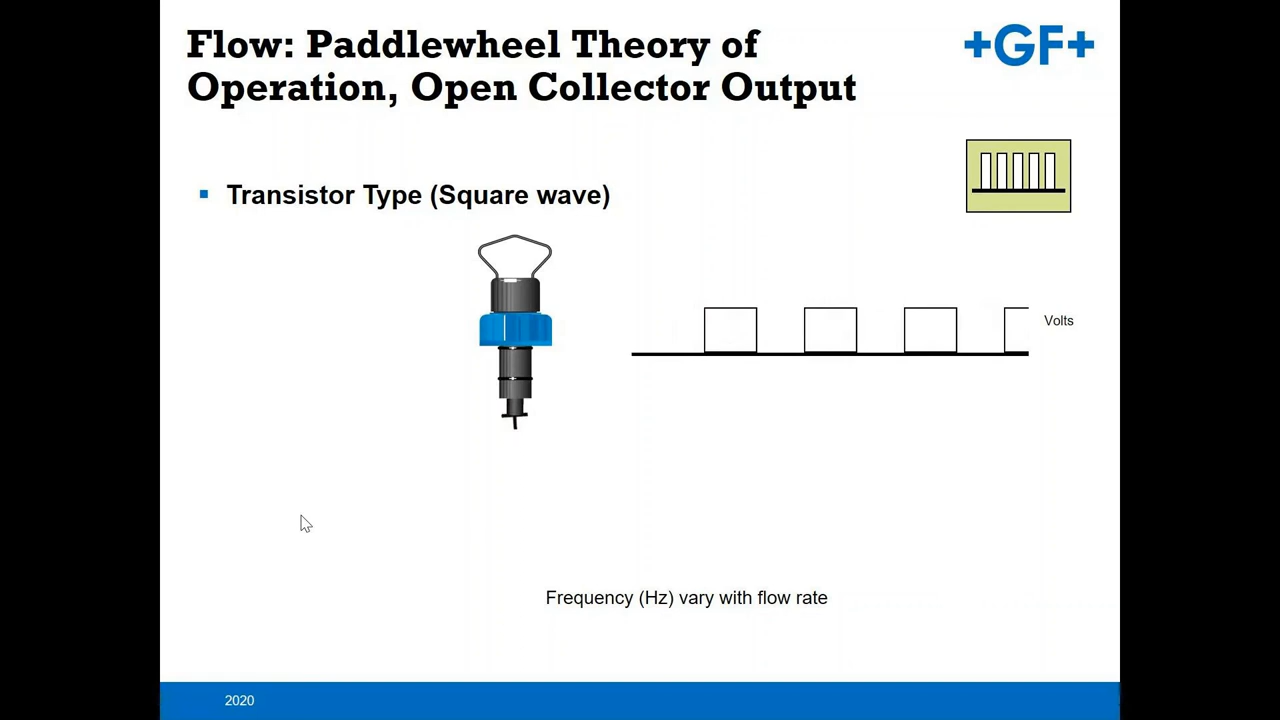 Flow: Paddlewheel Theory of
Operation, Open Collector Output
+GF+
Transistor Type (Square wave)
Volts
Frequency (Hz) vary with flow rate
2020